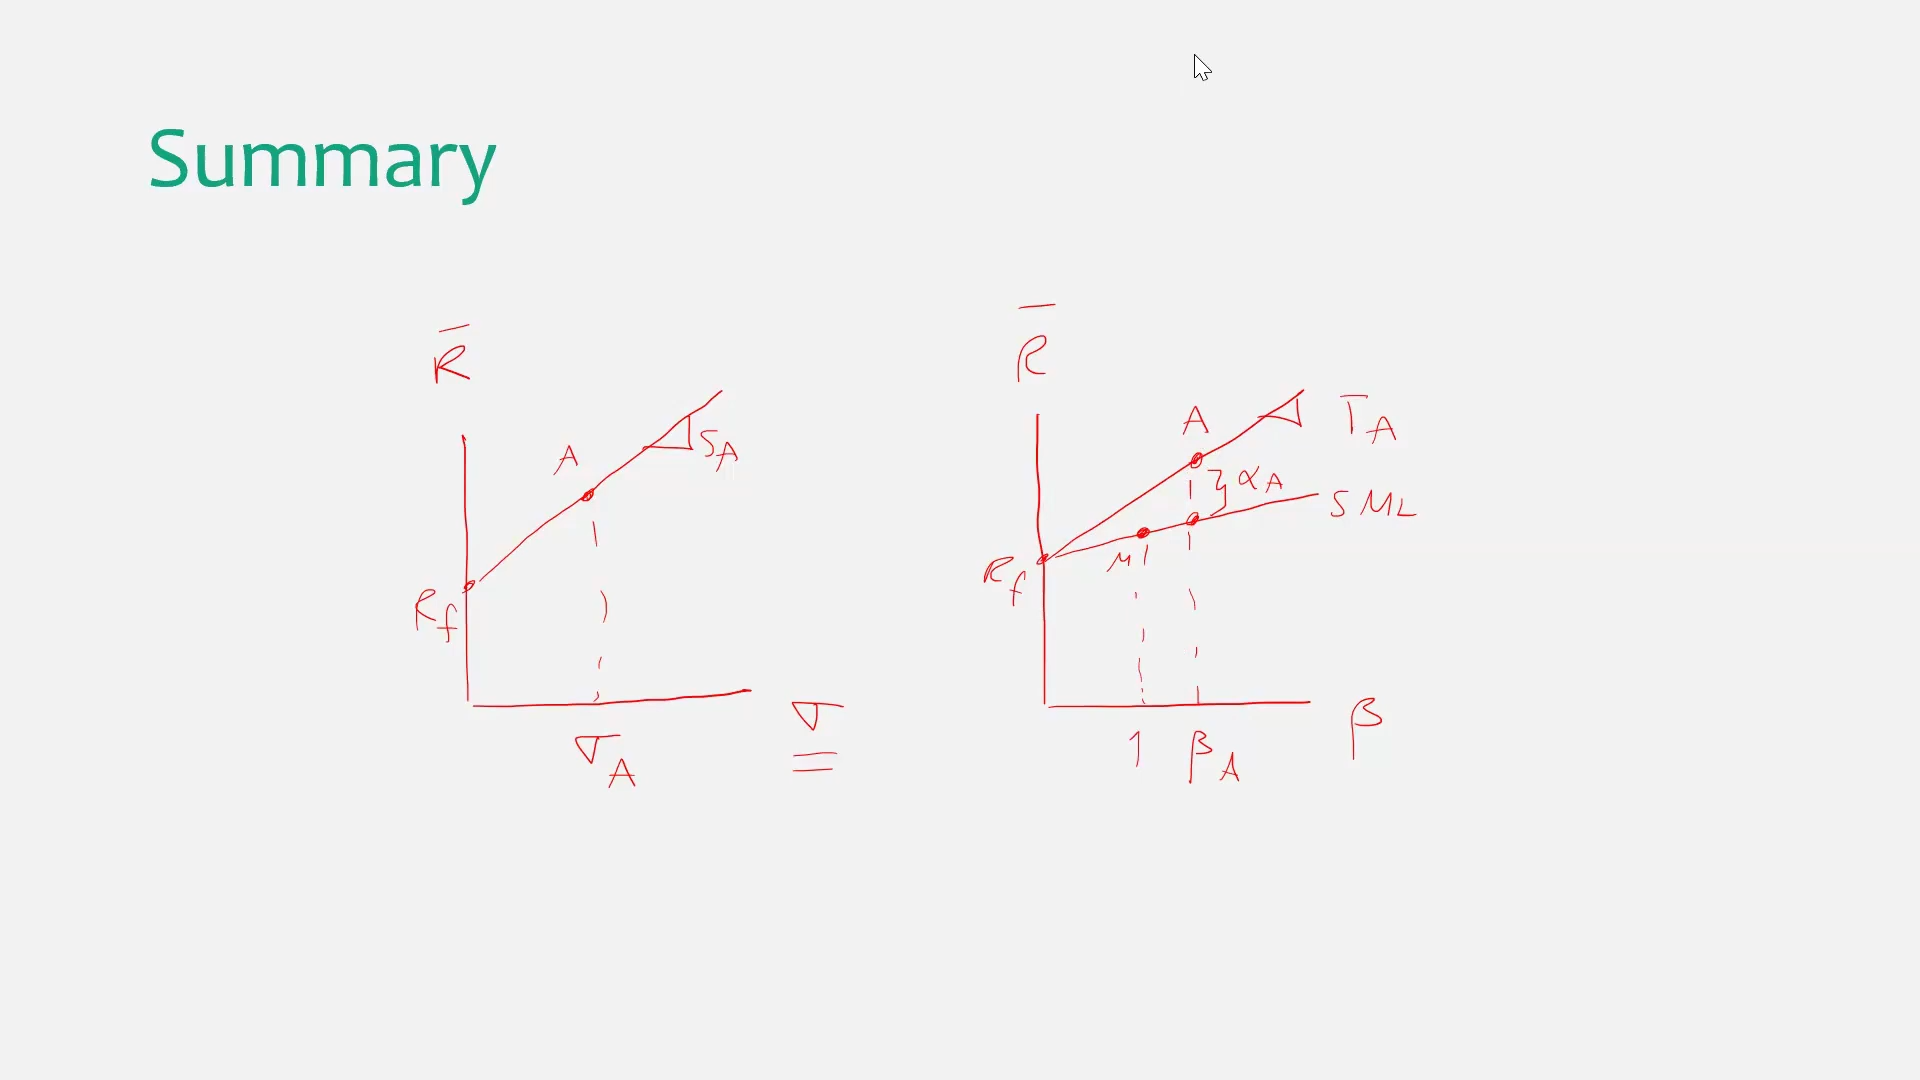 Summary
R̄
A
S_A
R_f
σ_A
σ
R̄
A
T_A
α_A
SML
R_f
M
1
β_A
β